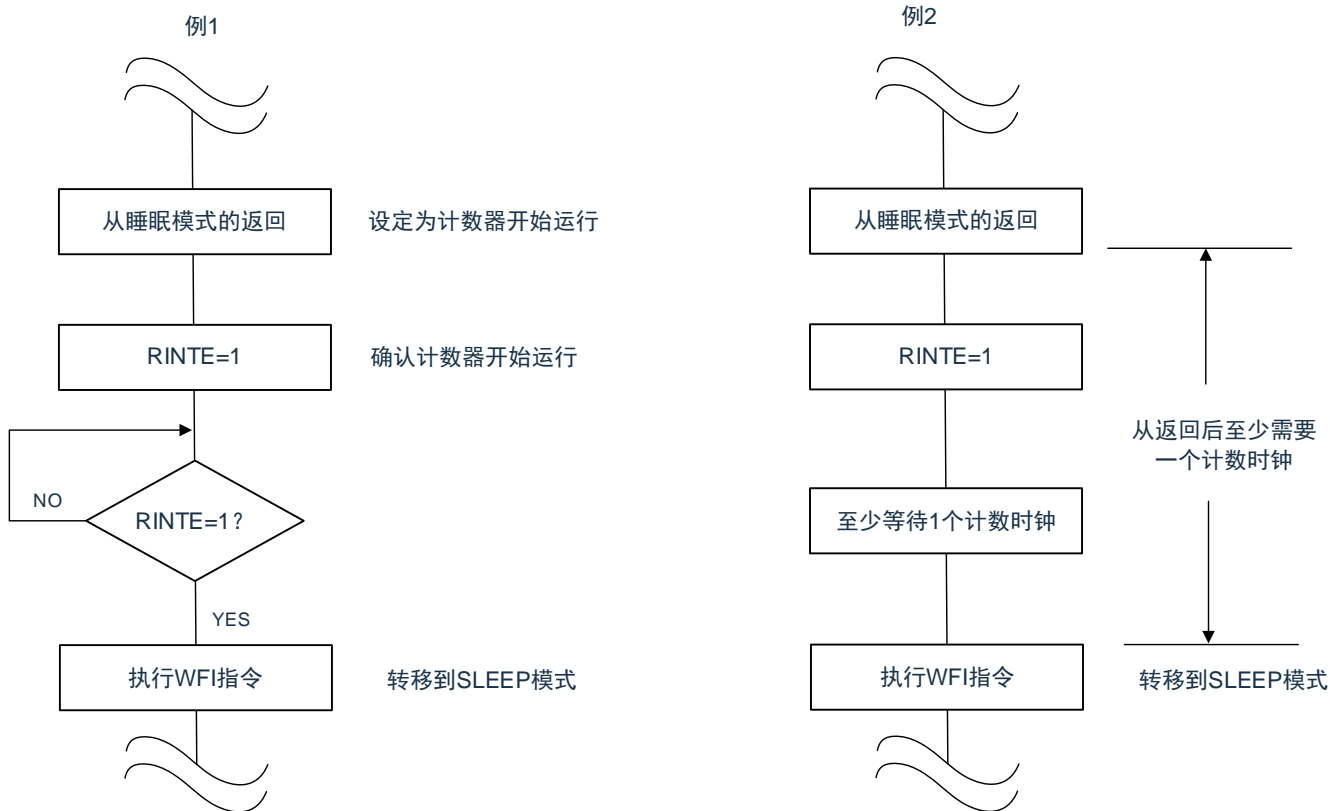 例1
从睡眠模式的返回
设定为计数器开始运行
RINTE=1
确认计数器开始运行
NO
RINTE=1?
YES
执行WFI指令
转移到SLEEP模式
例2
从睡眠模式的返回
RINTE=1
从返回后至少需要
一个计数时钟
至少等待1个计数时钟
执行WFI指令
转移到SLEEP模式